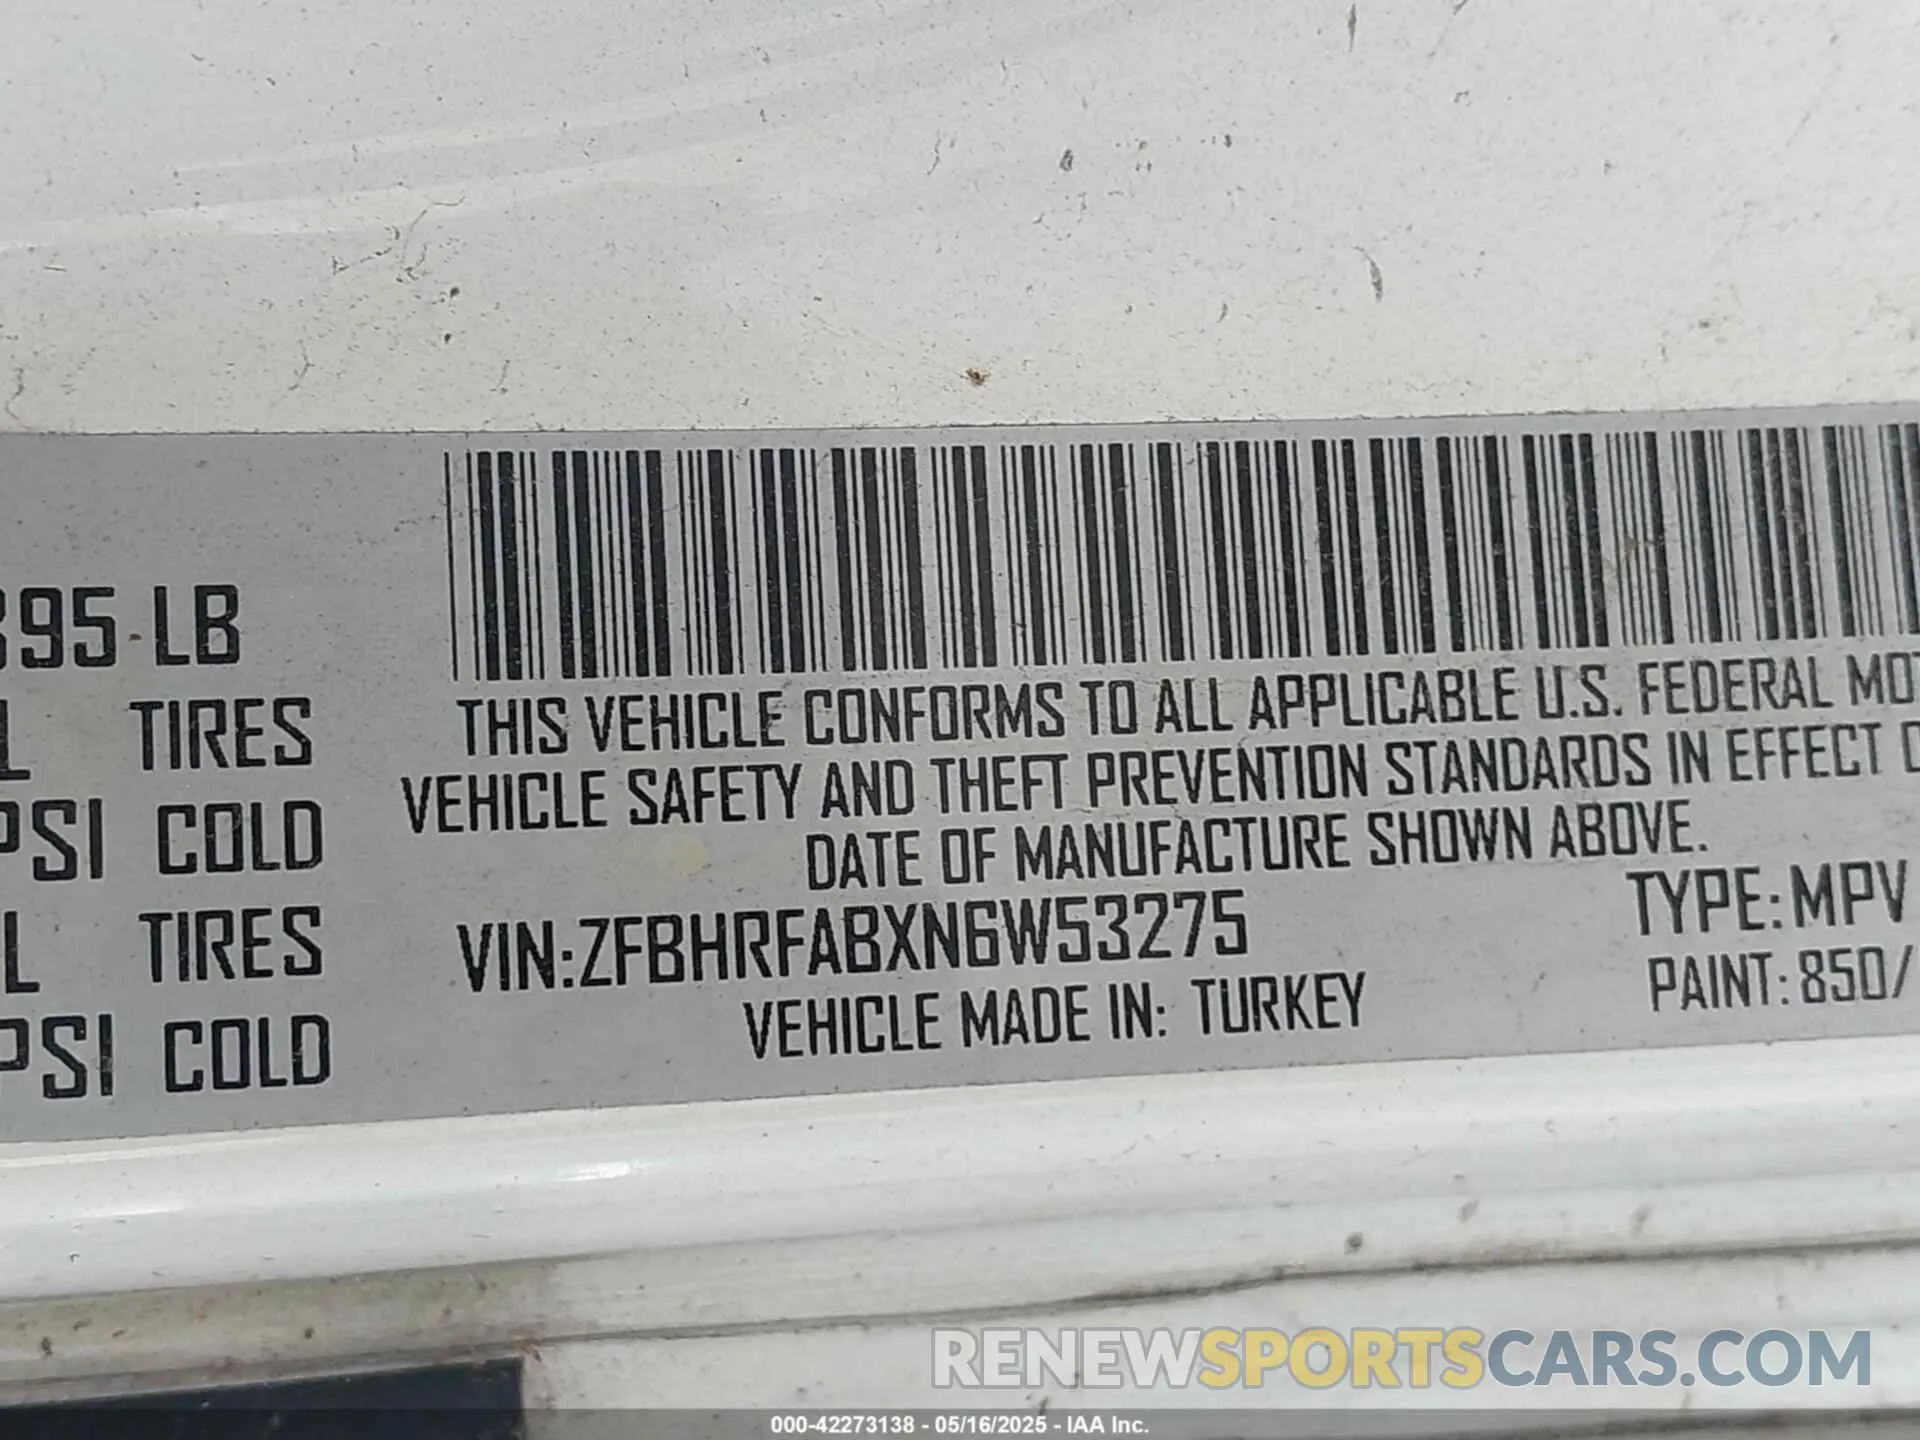 395 LB
L TIRES
PSI COLD
L TIRES
PSI COLD
THIS VEHICLE CONFORMS TO ALL APPLICABLE U.S. FEDERAL MOT
VEHICLE SAFETY AND THEFT PREVENTION STANDARDS IN EFFECT O
DATE OF MANUFACTURE SHOWN ABOVE.
VIN:ZFBHRFABXN6W53275
TYPE:MPV
VEHICLE MADE IN: TURKEY
PAINT: 850/
RENEWSPORTSCARS.COM
000-42273138 - 05/16/2025 - IAA Inc.